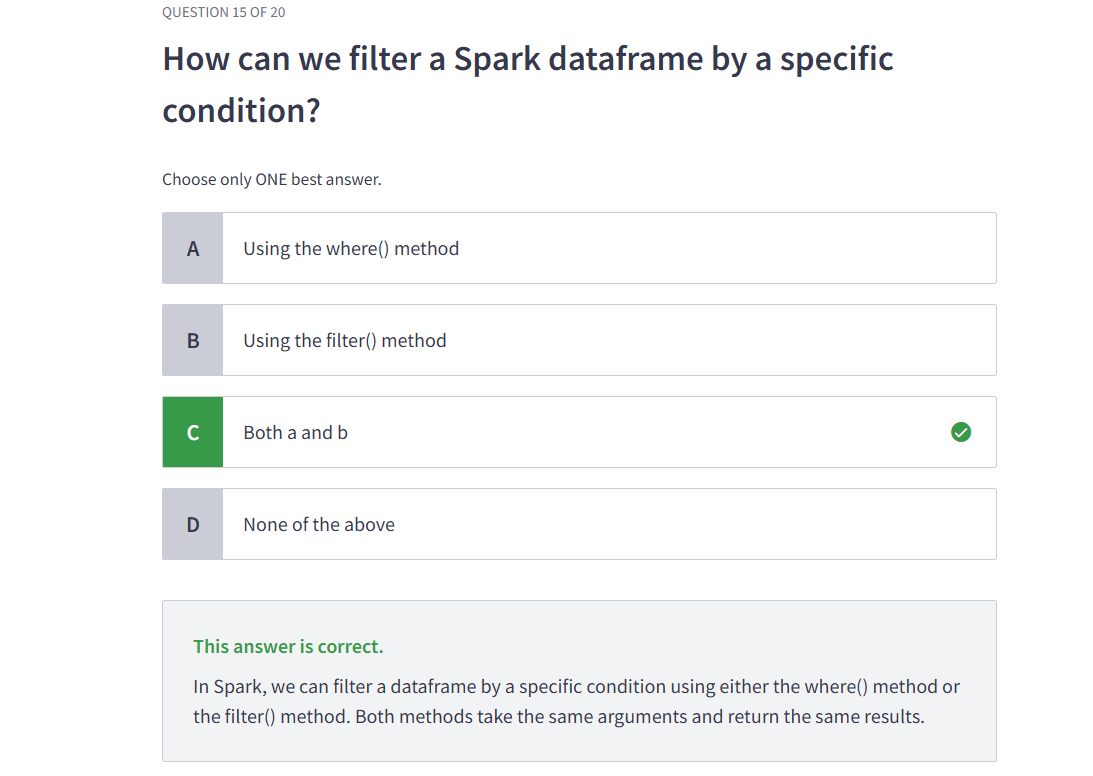 QUESTION 15 OF 20
How can we filter a Spark dataframe by a specific
condition?
Choose only ONE best answer.
A Using the where() method
B Using the filter() method
C Both a and b
D None of the above
This answer is correct.
In Spark, we can filter a dataframe by a specific condition using either the where() method or
the filter() method. Both methods take the same arguments and return the same results.